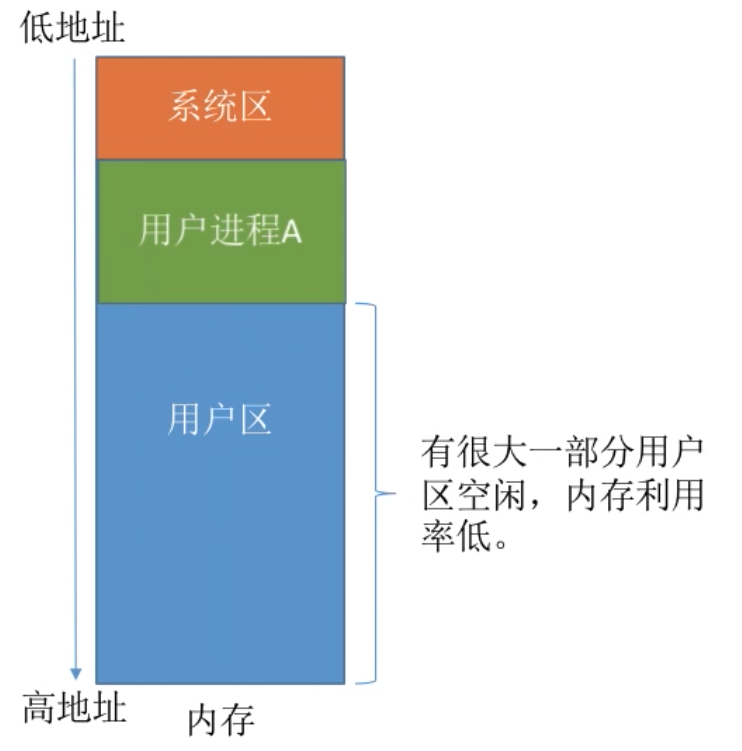 低地址
系统区
用户进程A
用户区
有很大一部分用户
区空闲，内存利用
率低。
高地址
内存